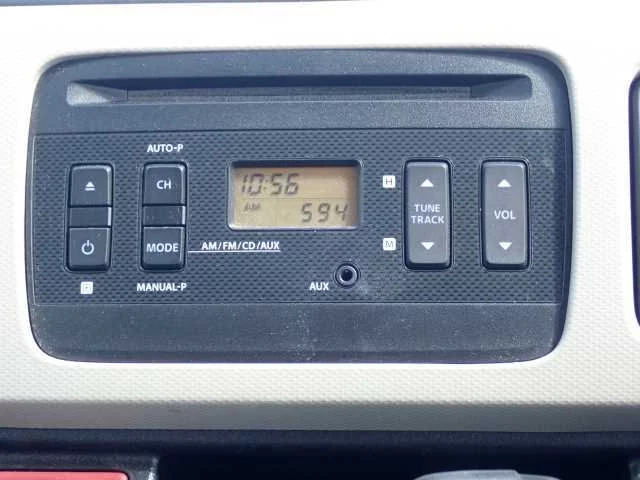 AUTO-P
CH
MODE
AM/FM/CD/AUX
MANUAL-P
10:56
AM 594
AUX
H
M
TUNE
TRACK
VOL